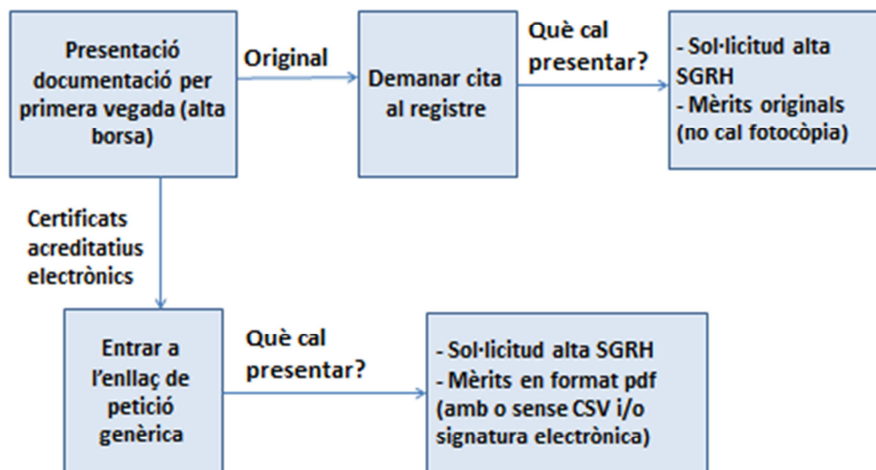 Presentació
documentació per
primera vegada (alta
borsa)
Original
Demanar cita
al registre
Què cal
presentar?
- Sol·licitud alta
SGRH
- Mèrits originals
(no cal fotocòpia)
Certificats
acreditatius
electrònics
Entrar a
l'enllaç de
petició
genèrica
Què cal
presentar?
- Sol·licitud alta SGRH
- Mèrits en format pdf
(amb o sense CSV i/o
signatura electrònica)